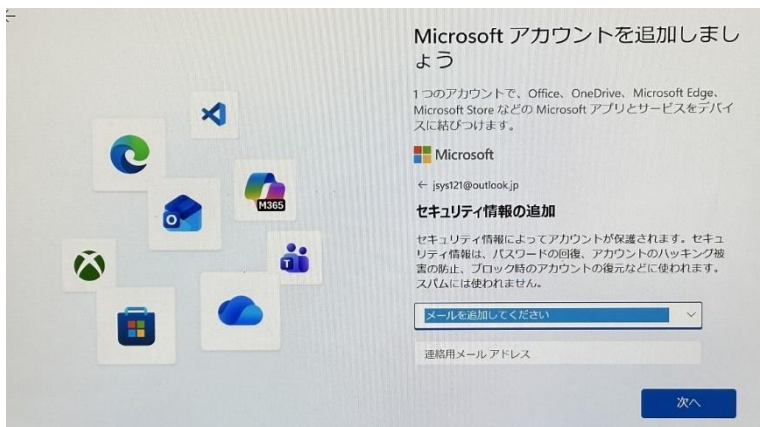 ←
Microsoft アカウントを追加しまし
ょう
1 つのアカウントで、Office、OneDrive、Microsoft Edge、
Microsoft Store などの Microsoft アプリとサービスをデバイ
スに結びつけます。
Microsoft
← jsys121@outlook.jp
セキュリティ情報の追加
セキュリティ情報によってアカウントが保護されます。セキュ
リティ情報は、パスワードの回復、アカウントのハッキング被
害の防止、ブロック時のアカウントの復元などに使われます。
スパムには使われません。
メールを追加してください
連絡用メール アドレス
次へ
M365
O
T